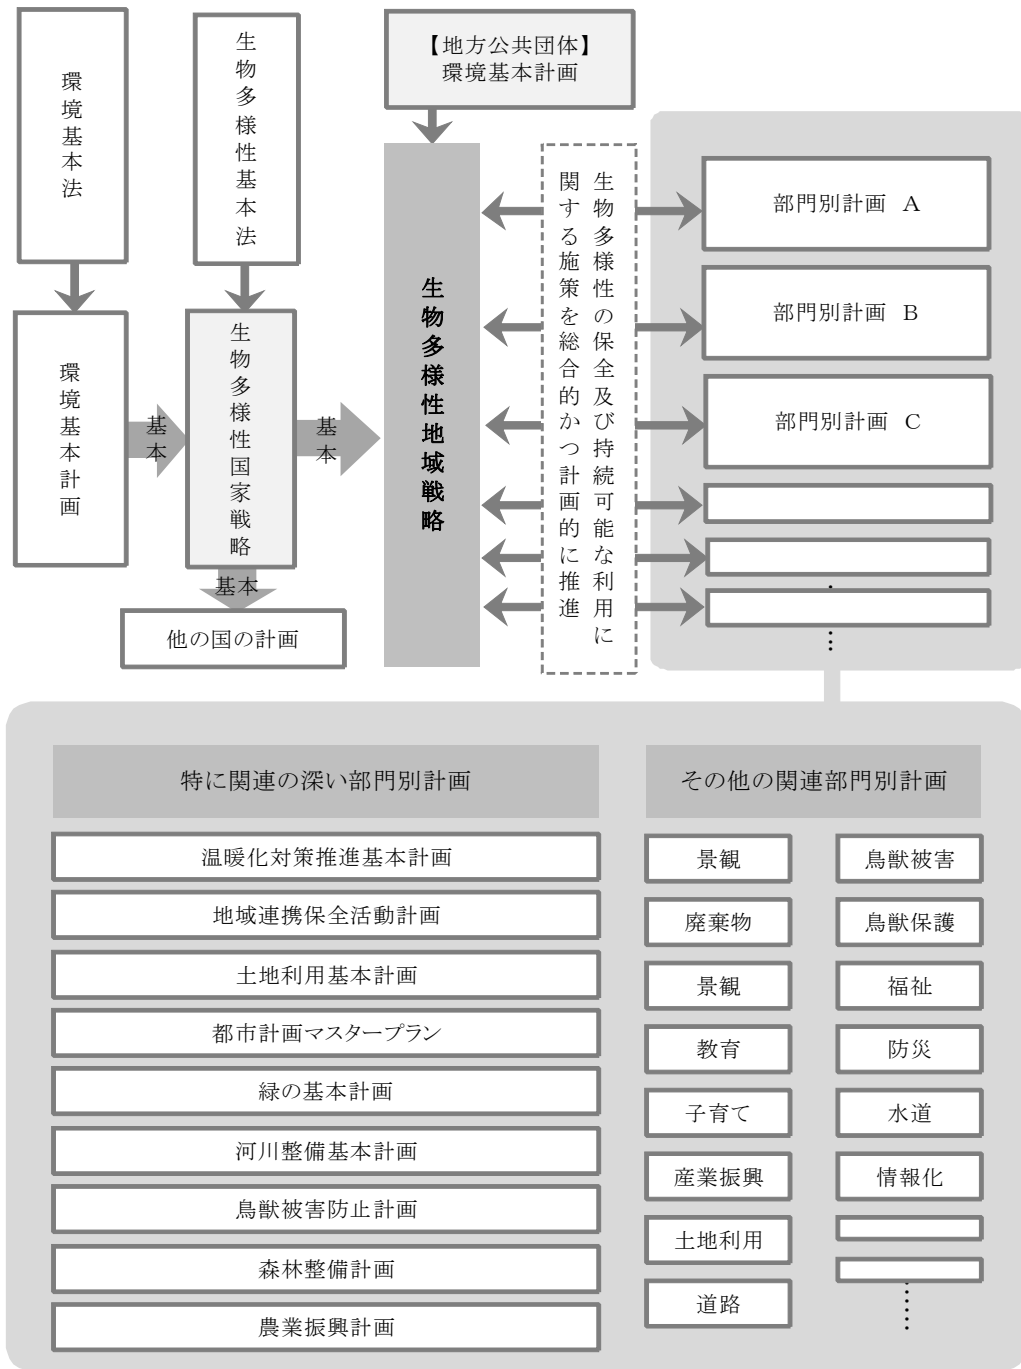 環境基本法
生物多様性基本法
【地方公共団体】
環境基本計画
環境基本計画
基本
生物多様性国家戦略
基本
基本
他の国の計画
生物多様性地域戦略
生物多様性の保全及び持続可能な利用に
関する施策を総合的かつ計画的に推進
部門別計画 A
部門別計画 B
部門別計画 C
特に関連の深い部門別計画
温暖化対策推進基本計画
地域連携保全活動計画
土地利用基本計画
都市計画マスタープラン
緑の基本計画
河川整備基本計画
鳥獣被害防止計画
森林整備計画
農業振興計画
その他の関連部門別計画
景観
廃棄物
景観
教育
子育て
産業振興
土地利用
道路
鳥獣被害
鳥獣保護
福祉
防災
水道
情報化